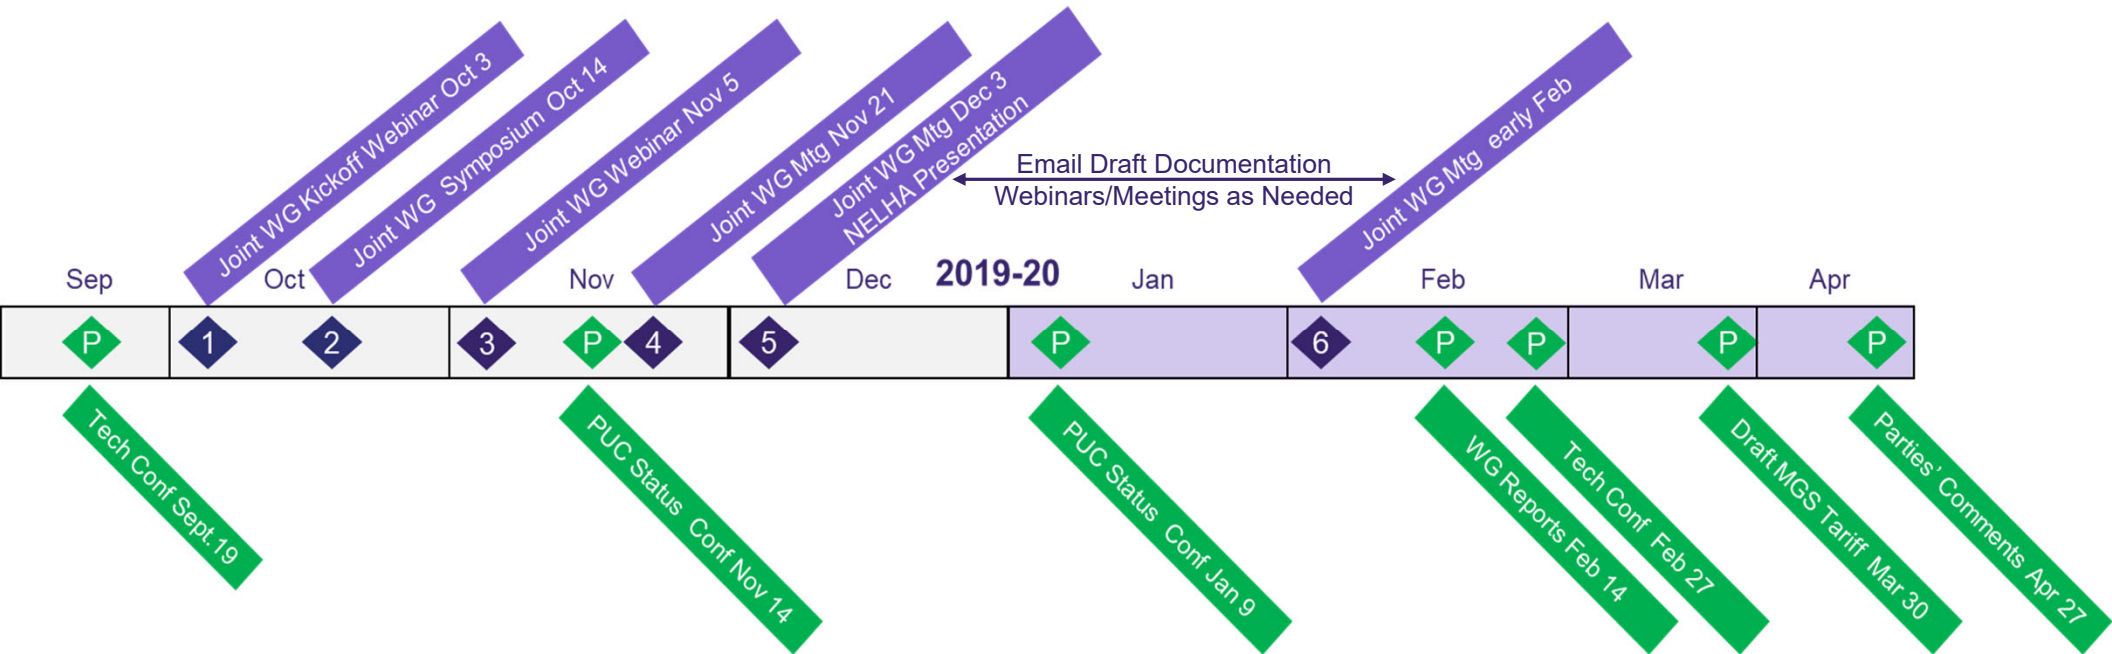 Joint WG Kickoff Webinar Oct 3
Joint WG Symposium Oct 14
Joint WG Webinar Nov 5
Joint WG Mtg Nov 21
Joint WG Mtg Dec 3
NELHA Presentation
Email Draft Documentation
Webinars/Meetings as Needed
Joint WG Mtg early Feb
Sep
Oct
Nov
Dec
2019-20
Jan
Feb
Mar
Apr
P
1
2
3
P
4
5
P
6
P
P
P
P
Tech Conf Sept.19
PUC Status Conf Nov 14
PUC Status Conf Jan 9
WG Reports Feb 14
Tech Conf Feb 27
Draft MGS Tariff Mar 30
Parties’ Comments Apr 27